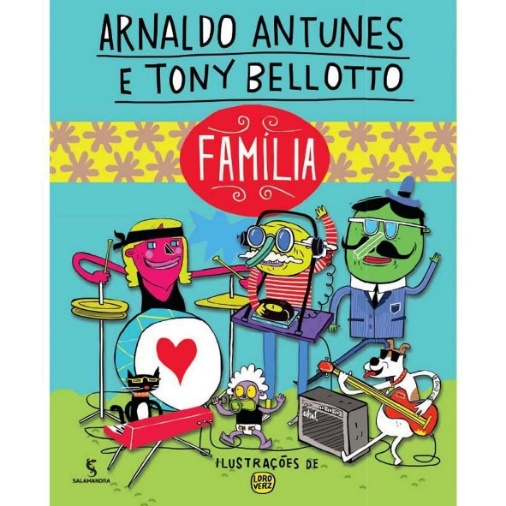 ARNALDO ANTUNES
E TONY BELLOTTO
FAMÍLIA
ILUSTRAÇÕES DE
LORO
VERZ
SALAMANDRA